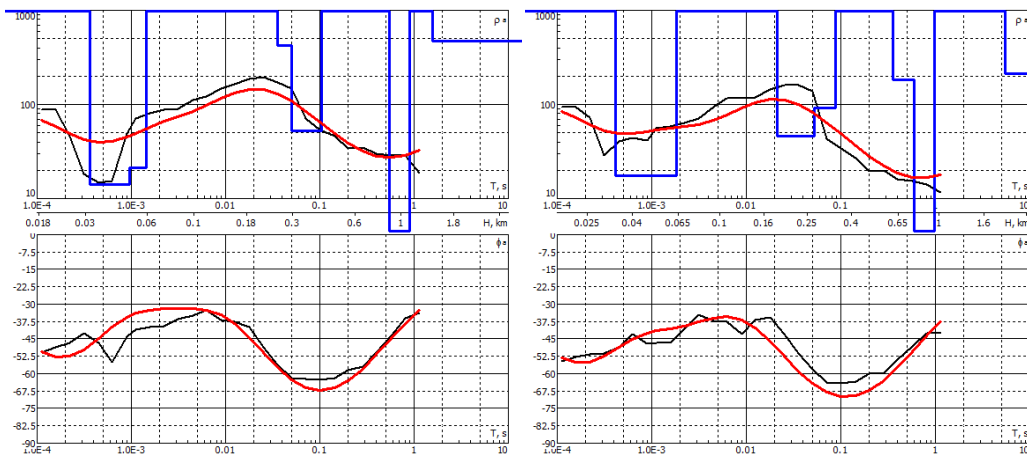 1000 ρ a 1000 ρ a
100 100
10 T, s 10 T, s
1.0E-4 1.0E-3 0.01 0.1 1 10 1.0E-4 1.0E-3 0.01 0.1 1 10
0.018 0.03 0.06 0.1 0.18 0.3 0.6 1 1.8 H, km 0.025 0.04 0.065 0.1 0.16 0.25 0.4 0.65 1 1.6 H, km
0 ϕ a 0 ϕ a
-7.5 -7.5
-15 -15
-22.5 -22.5
-30 -30
-37.5 -37.5
-45 -45
-52.5 -52.5
-60 -60
-67.5 -67.5
-75 -75
-82.5 T, s -82.5 T, s
-90 -90
1.0E-4 1.0E-3 0.01 0.1 1 10 1.0E-4 1.0E-3 0.01 0.1 1 10